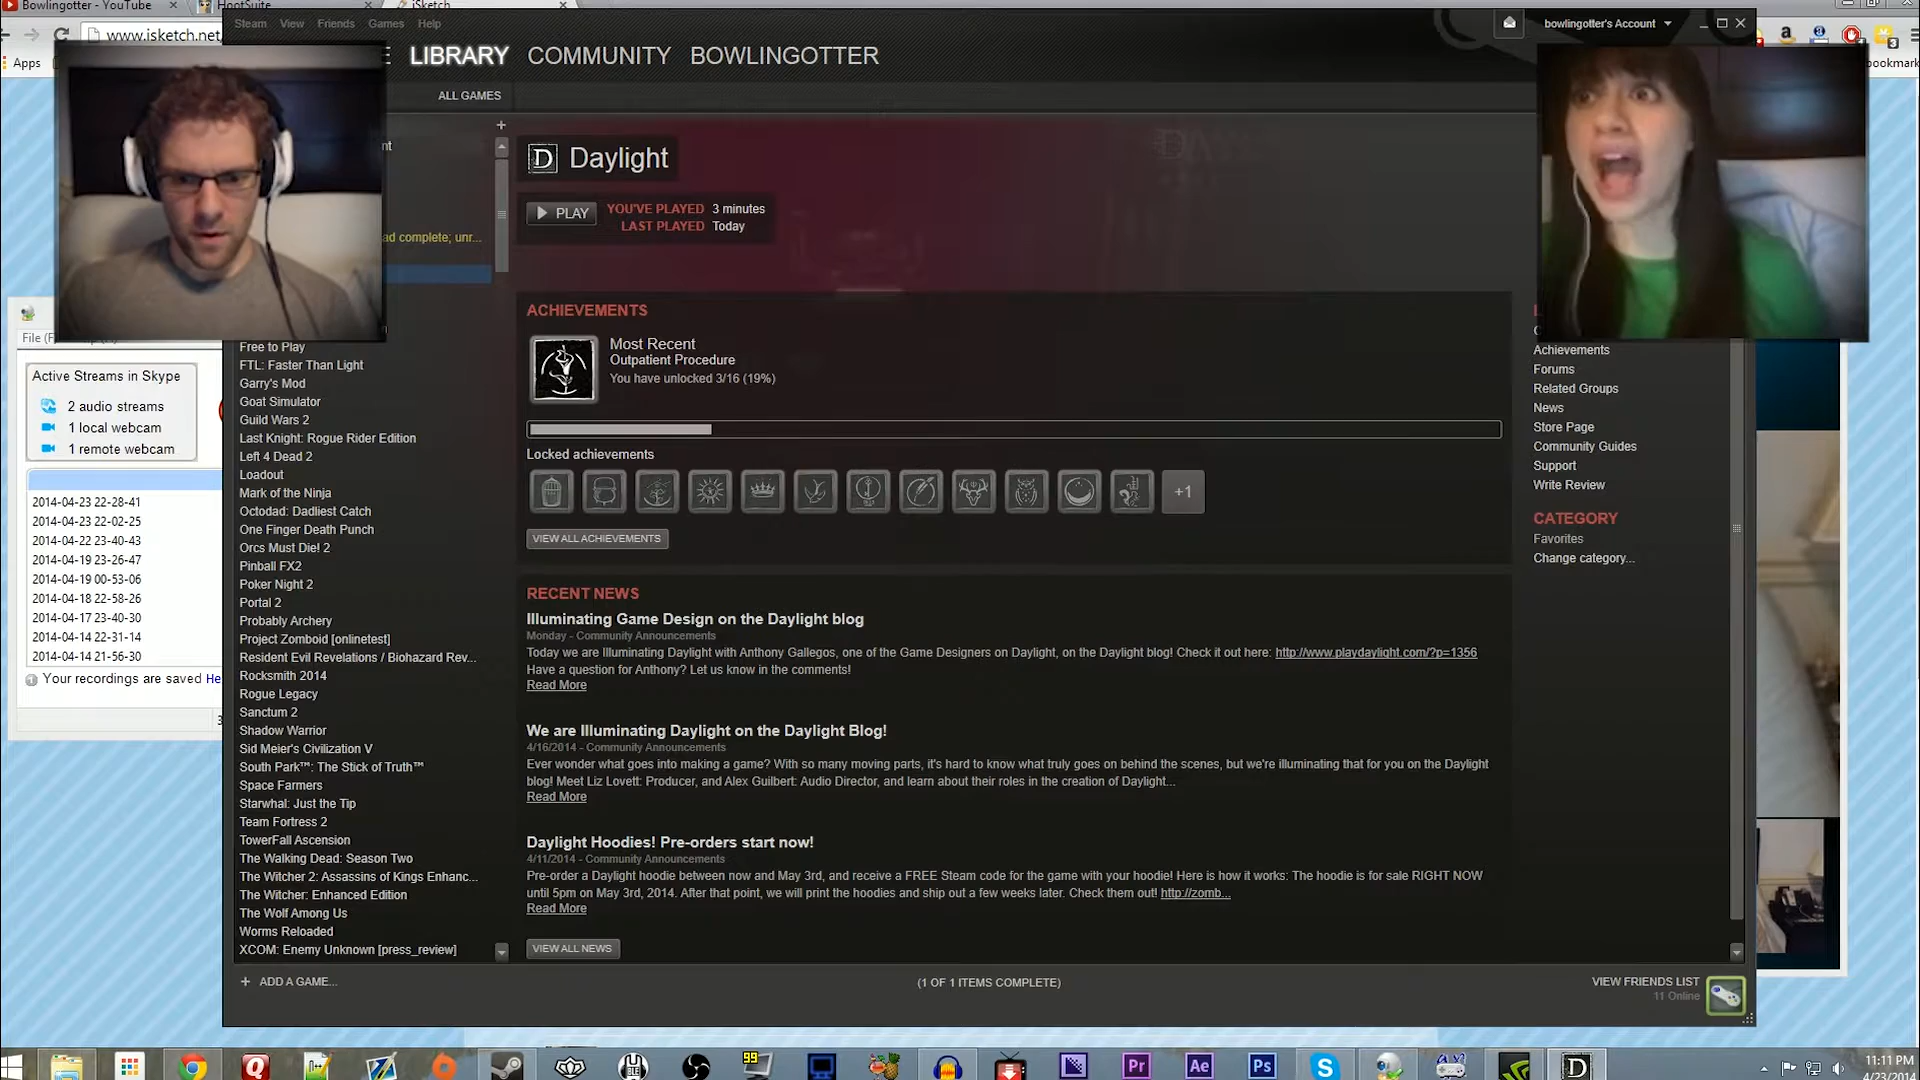 Bowlingotter - YouTube
HootSuite
iSketch
www.isketch.net
Apps
bookmark
Steam View Friends Games Help
bowlingotter's Account
LIBRARY COMMUNITY BOWLINGOTTER
ALL GAMES
Daylight
PLAY
YOU'VE PLAYED 3 minutes
LAST PLAYED Today
ad complete; unr...
ACHIEVEMENTS
Most Recent
Outpatient Procedure
You have unlocked 3/16 (19%)
Locked achievements
+1
VIEW ALL ACHIEVEMENTS
RECENT NEWS
Illuminating Game Design on the Daylight blog
Monday - Community Announcements
Today we are Illuminating Daylight with Anthony Gallegos, one of the Game Designers on Daylight, on the Daylight blog! Check it out here: http://www.playdaylight.com/?p=1356
Have a question for Anthony? Let us know in the comments!
Read More
We are Illuminating Daylight on the Daylight Blog!
4/16/2014 - Community Announcements
Ever wonder what goes into making a game? With so many moving parts, it's hard to know what truly goes on behind the scenes, but we're illuminating that for you on the Daylight
blog! Meet Liz Lovett: Producer, and Alex Guilbert: Audio Director, and learn about their roles in the creation of Daylight...
Read More
Daylight Hoodies! Pre-orders start now!
4/11/2014 - Community Announcements
Pre-order a Daylight hoodie between now and May 3rd, and receive a FREE Steam code for the game with your hoodie! Here is how it works: The hoodie is for sale RIGHT NOW
until 5pm on May 3rd, 2014. After that point, we will print the hoodies and ship out a few weeks later. Check them out! http://zomb...
Read More
VIEW ALL NEWS
Achievements
Forums
Related Groups
News
Store Page
Community Guides
Support
Write Review
CATEGORY
Favorites
Change category...
Active Streams in Skype
2 audio streams
1 local webcam
1 remote webcam
2014-04-23 22-28-41
2014-04-23 22-02-25
2014-04-22 23-40-43
2014-04-19 23-26-47
2014-04-19 00-53-06
2014-04-18 22-58-26
2014-04-17 23-40-30
2014-04-14 22-31-14
2014-04-14 21-56-30
Your recordings are saved He
Free to Play
FTL: Faster Than Light
Garry's Mod
Goat Simulator
Guild Wars 2
Last Knight: Rogue Rider Edition
Left 4 Dead 2
Loadout
Mark of the Ninja
Octodad: Dadliest Catch
One Finger Death Punch
Orcs Must Die! 2
Pinball FX2
Poker Night 2
Portal 2
Probably Archery
Project Zomboid [onlinetest]
Resident Evil Revelations / Biohazard Rev...
Rocksmith 2014
Rogue Legacy
Sanctum 2
Shadow Warrior
Sid Meier's Civilization V
South Park™: The Stick of Truth™
Space Farmers
Starwhal: Just the Tip
Team Fortress 2
TowerFall Ascension
The Walking Dead: Season Two
The Witcher 2: Assassins of Kings Enhanc...
The Witcher: Enhanced Edition
The Wolf Among Us
Worms Reloaded
XCOM: Enemy Unknown [press_review]
ADD A GAME...
(1 OF 1 ITEMS COMPLETE)
VIEW FRIENDS LIST
11 Online
99
Pr
Ae
Ps
11:11 PM
4/23/2014